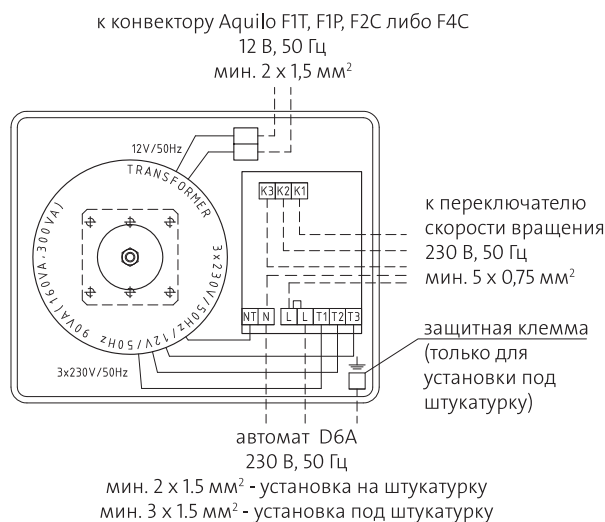 к конвектору Aquilo F1T, F1P, F2C либо F4C
12 В, 50 Гц
мин. 2 x 1,5 мм²
12V/50Hz
TRANSFORMER
3x230V/50Hz/12V/50Hz 90VA(160VA,300VA)
K3 K2 K1
к переключателю
скорости вращения
230 В, 50 Гц
мин. 5 x 0,75 мм²
NT N L L T1 T2 T3
защитная клемма
(только для
установки под
штукатурку)
3x230V/50Hz
автомат D6A
230 В, 50 Гц
мин. 2 x 1.5 мм² - установка на штукатурку
мин. 3 x 1.5 мм² - установка под штукатурку